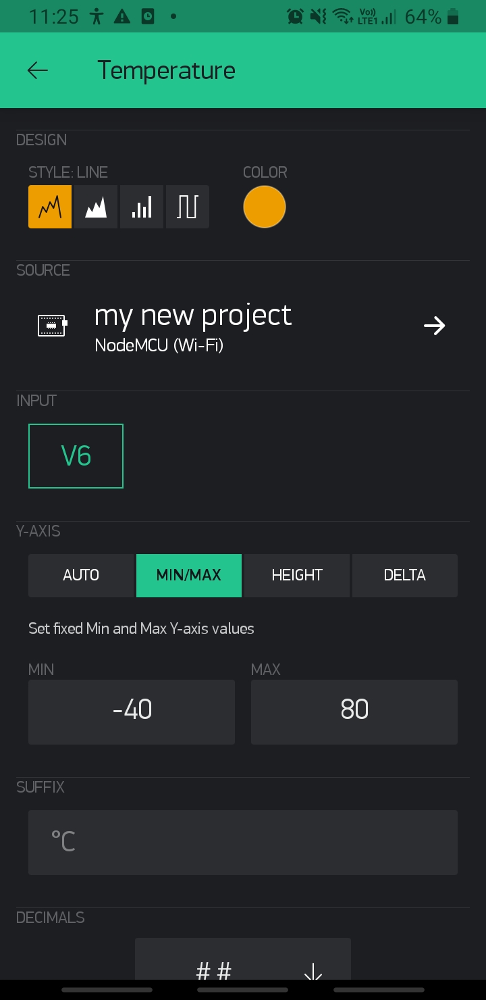 11:25 Vo)) LTE1 64%
Temperature
DESIGN
STYLE: LINE COLOR
SOURCE
my new project
NodeMCU (Wi-Fi)
INPUT
V6
Y-AXIS
AUTO MIN/MAX HEIGHT DELTA
Set fixed Min and Max Y-axis values
MIN MAX
-40 80
SUFFIX
°C
DECIMALS
# #